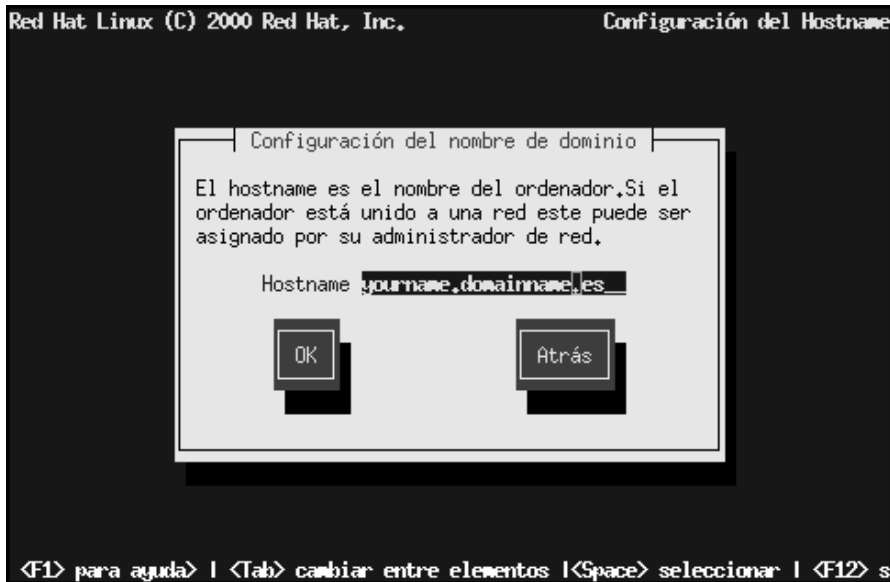 Red Hat Linux (C) 2000 Red Hat, Inc. Configuración del Hostname
Configuración del nombre de dominio
El hostname es el nombre del ordenador.Si el
ordenador está unido a una red este puede ser
asignado por su administrador de red.
Hostname yourname.domainname.es__
OK Atrás
<F1> para ayuda> | <Tab> cambiar entre elementos |<Space> seleccionar | <F12> s